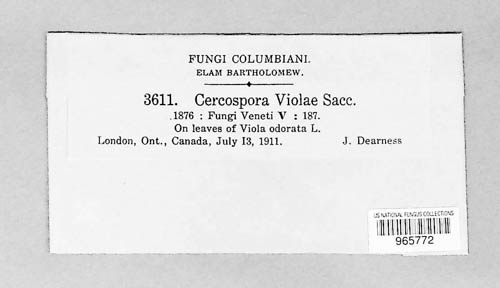 FUNGI COLUMBIANI.
ELAM BARTHOLOMEW.
3611. Cercospora Violae Sacc.
1876 : Fungi Veneti V : 187.
On leaves of Viola odorata L.
London, Ont., Canada, July 13, 1911. J. Dearness
US NATIONAL FUNGUS COLLECTIONS
965772